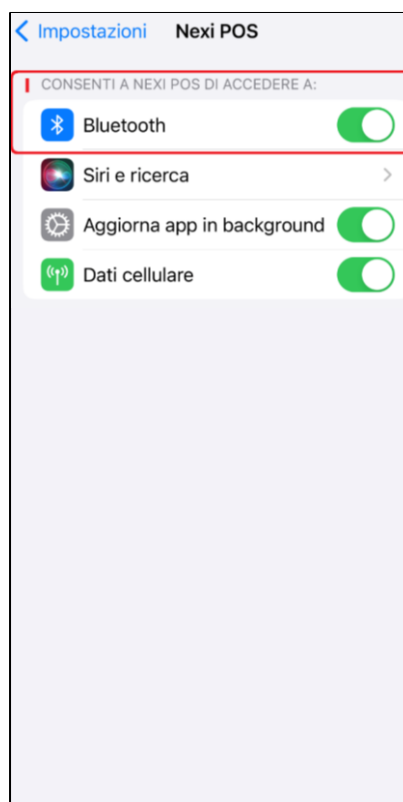 Impostazioni Nexi POS
CONSENTI A NEXI POS DI ACCEDERE A:
Bluetooth
Siri e ricerca
Aggiorna app in background
Dati cellulare